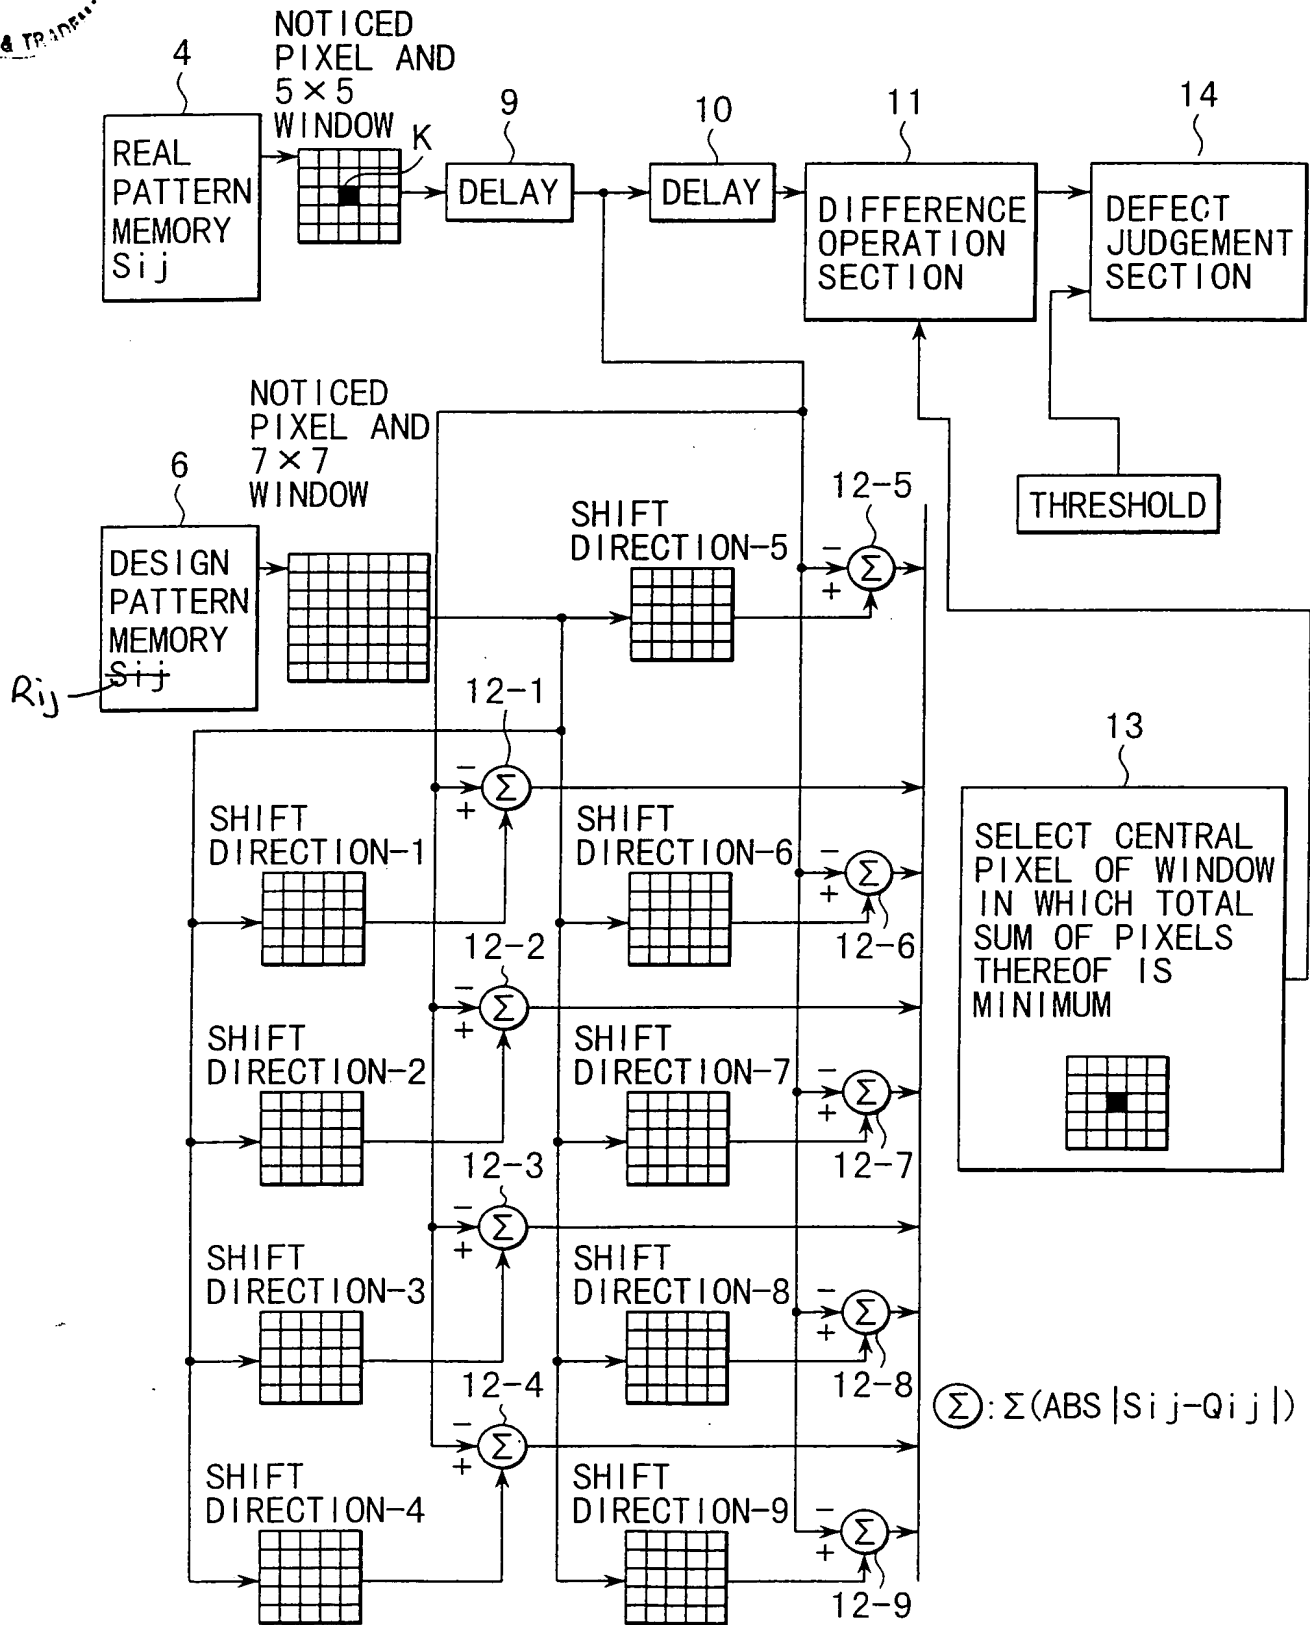 & TRADEM
NOTICED
PIXEL AND
5×5
WINDOW
4
K
9
10
11
14
REAL
PATTERN
MEMORY
Sij
DELAY
DELAY
DIFFERENCE
OPERATION
SECTION
DEFECT
JUDGEMENT
SECTION
NOTICED
PIXEL AND
7×7
WINDOW
6
12-5
THRESHOLD
SHIFT
DIRECTION-5
DESIGN
PATTERN
MEMORY
Sij
Rij
−
+
Σ
12-1
−
+
Σ
13
SHIFT
DIRECTION-1
SHIFT
DIRECTION-6
−
+
Σ
12-6
SELECT CENTRAL
PIXEL OF WINDOW
IN WHICH TOTAL
SUM OF PIXELS
THEREOF IS
MINIMUM
12-2
−
+
Σ
SHIFT
DIRECTION-2
SHIFT
DIRECTION-7
−
+
Σ
12-7
12-3
−
+
Σ
SHIFT
DIRECTION-3
SHIFT
DIRECTION-8
−
+
Σ
12-8
12-4
−
+
Σ
Σ:Σ(ABS|Sij-Qij|)
SHIFT
DIRECTION-4
SHIFT
DIRECTION-9
−
+
Σ
12-9